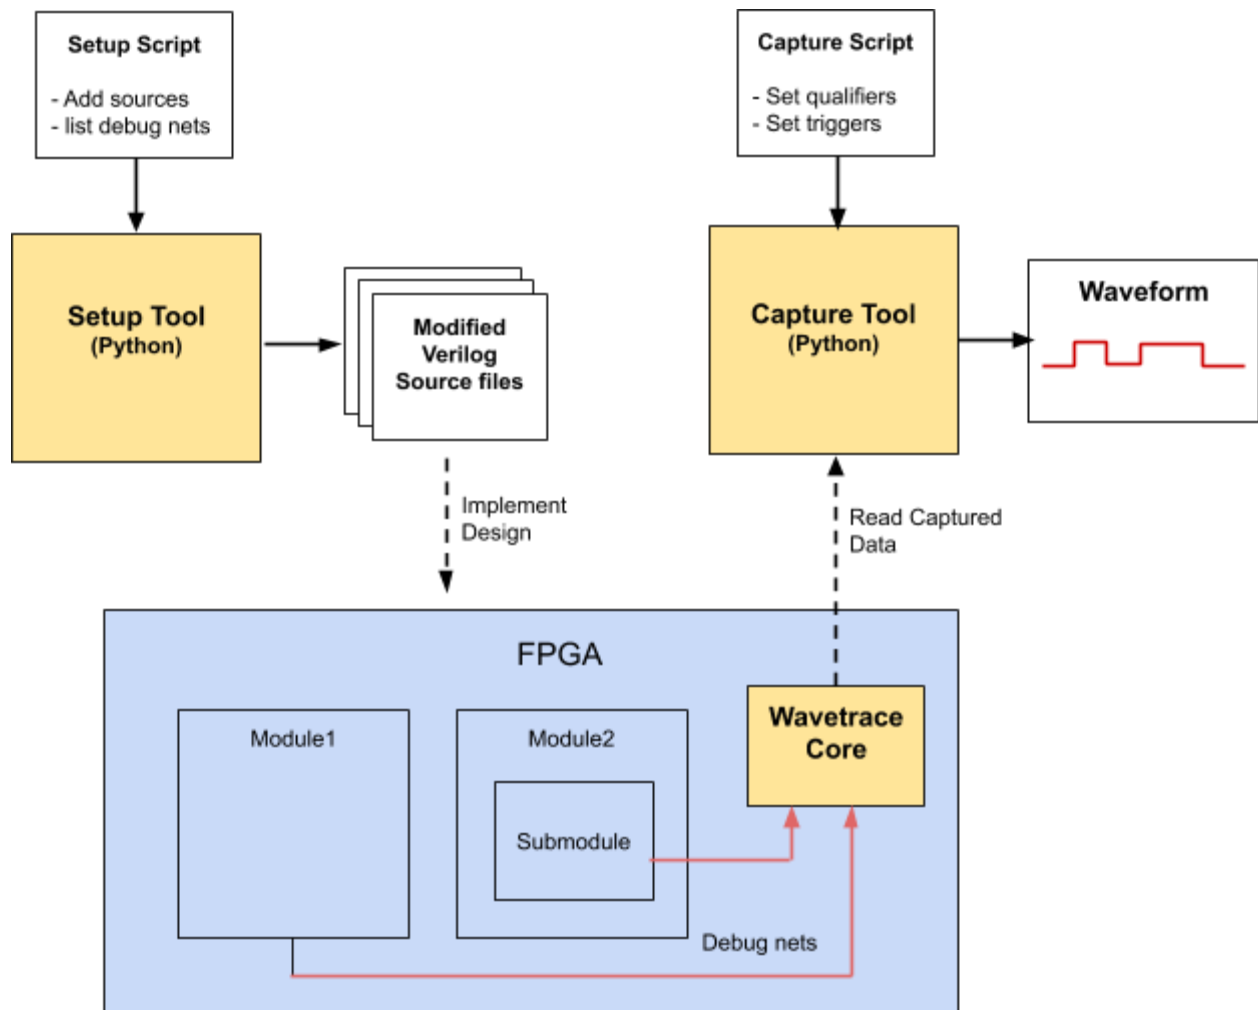 Setup Script
- Add sources
- list debug nets
Capture Script
- Set qualifiers
- Set triggers
Setup Tool
(Python)
Modified
Verilog
Source files
Capture Tool
(Python)
Waveform
Implement
Design
Read Captured
Data
FPGA
Module1
Module2
Submodule
Wavetrace
Core
Debug nets